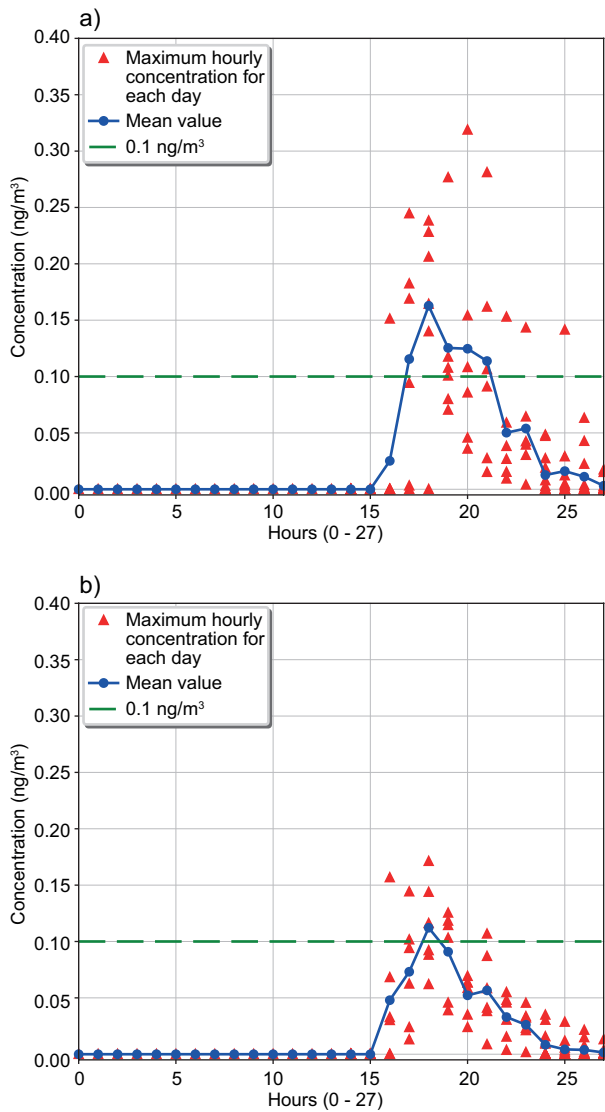 a)
0.40
0.35
0.30
0.25
0.20
0.15
0.10
0.05
0.00
Concentration (ng/m³)
Maximum hourly
concentration for
each day
Mean value
0.1 ng/m³
0 5 10 15 20 25
Hours (0 - 27)
b)
0.40
0.35
0.30
0.25
0.20
0.15
0.10
0.05
0.00
Concentration (ng/m³)
Maximum hourly
concentration for
each day
Mean value
0.1 ng/m³
0 5 10 15 20 25
Hours (0 - 27)